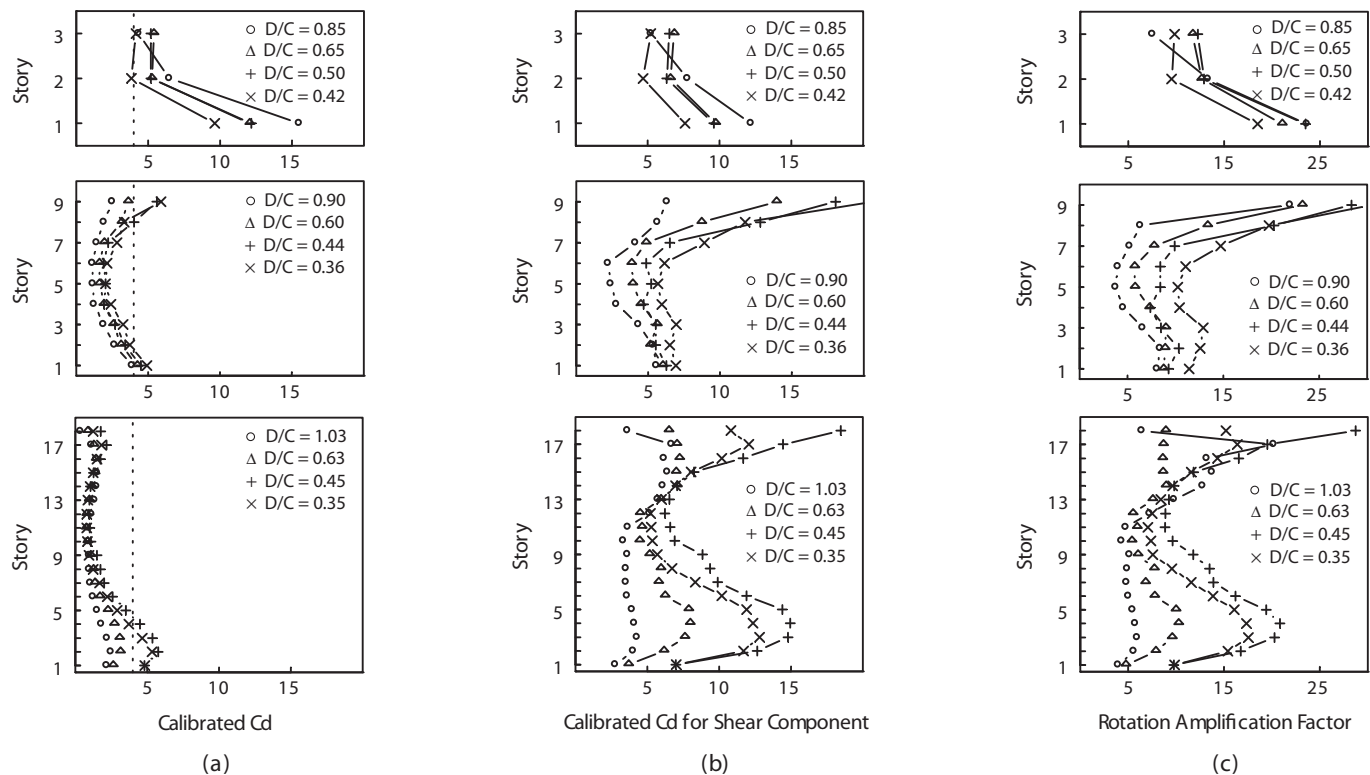 Story
3
2
1
5
10
15
D/C = 0.85
D/C = 0.65
D/C = 0.50
D/C = 0.42
Story
3
2
1
5
10
15
D/C = 0.85
D/C = 0.65
D/C = 0.50
D/C = 0.42
Story
3
2
1
5
15
25
D/C = 0.85
D/C = 0.65
D/C = 0.50
D/C = 0.42
Story
9
7
5
3
1
5
10
15
D/C = 0.90
D/C = 0.60
D/C = 0.44
D/C = 0.36
Story
9
7
5
3
1
5
10
15
D/C = 0.90
D/C = 0.60
D/C = 0.44
D/C = 0.36
Story
9
7
5
3
1
5
15
25
D/C = 0.90
D/C = 0.60
D/C = 0.44
D/C = 0.36
Story
17
13
9
5
1
5
10
15
D/C = 1.03
D/C = 0.63
D/C = 0.45
D/C = 0.35
Story
17
13
9
5
1
5
10
15
D/C = 1.03
D/C = 0.63
D/C = 0.45
D/C = 0.35
Story
17
13
9
5
1
5
15
25
D/C = 1.03
D/C = 0.63
D/C = 0.45
D/C = 0.35
Calibrated Cd
Calibrated Cd for Shear Component
Rotation Amplification Factor
(a)
(b)
(c)